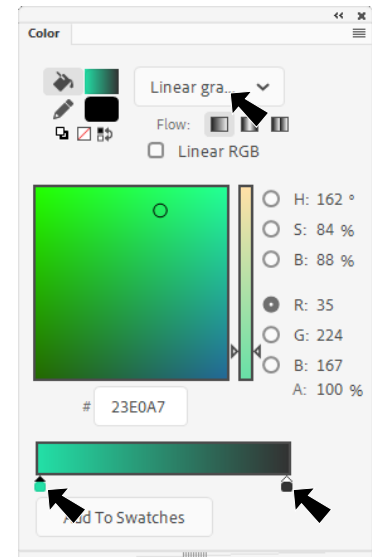 Color
Linear gra...
Flow:
Linear RGB
H: 162 °
S: 84 %
B: 88 %
R: 35
G: 224
B: 167
A: 100 %
# 23E0A7
Add To Swatches